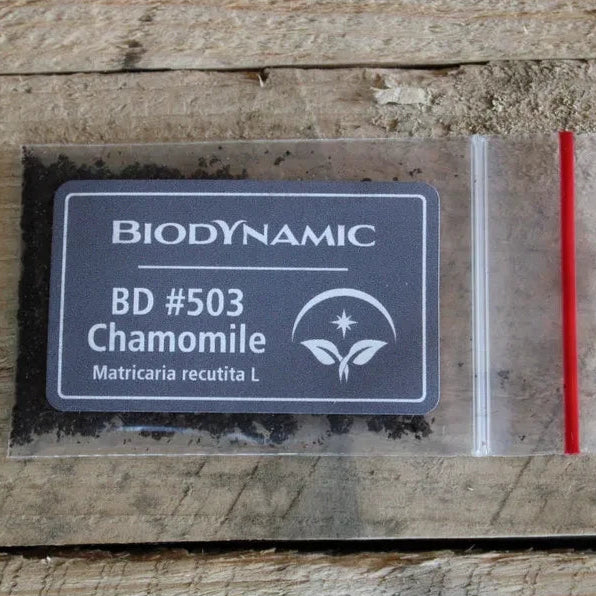 BIODYNAMIC
BD #503
Chamomile
Matricaria recutita L